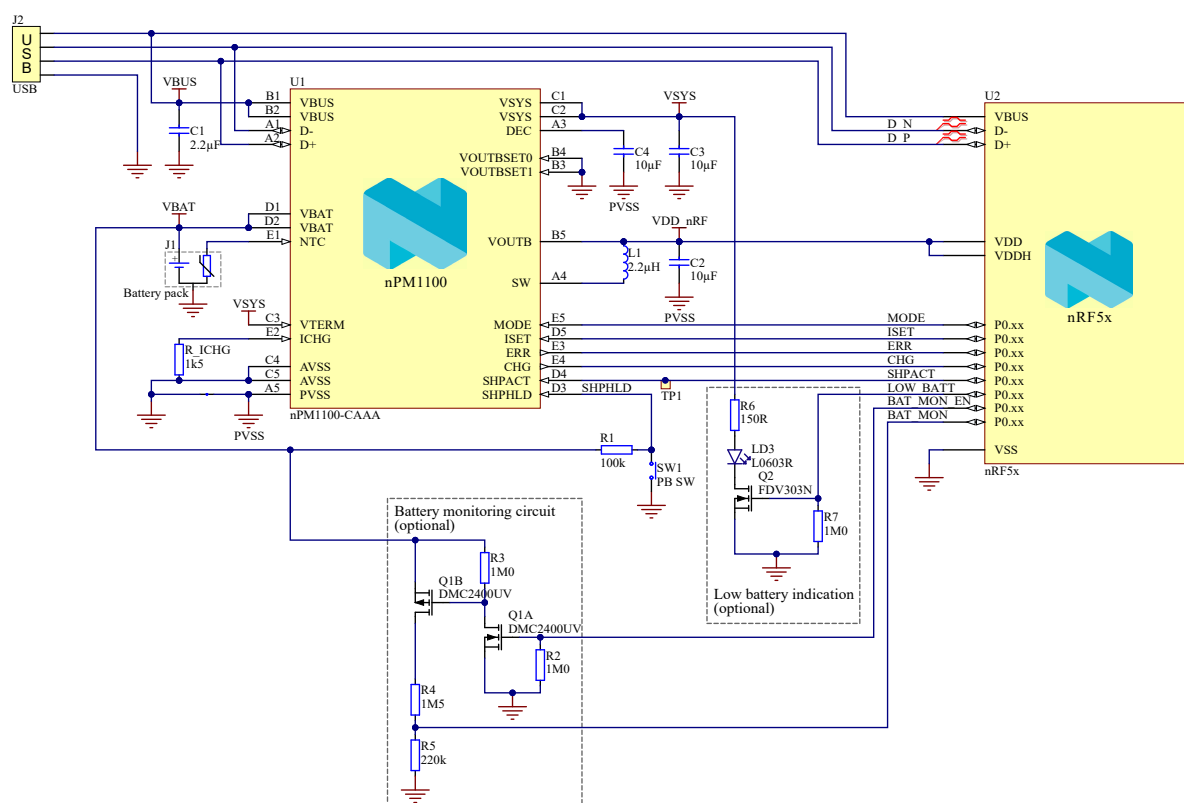 J2
USB
USB
VBUS
C1
2.2µF
U1
B1 VBUS
B2 VBUS
A1 D-
A2 D+
VBAT
D1 VBAT
D2 VBAT
E1 NTC
J1
+
Battery pack
VSYS
C3 VTERM
E2 ICHG
R_ICHG
1k5
C4 AVSS
C5 AVSS
A5 PVSS
PVSS
nPM1100
nPM1100-CAAA
VSYS C1
VSYS C2
DEC A3
VOUTBSET0 B4
VOUTBSET1 B3
VOUTB B5
SW A4
MODE E5
ISET D5
ERR E3
CHG E4
SHPACT D4
SHPHLD D3 SHPHLD
C4
10µF
PVSS
VSYS
C3
10µF
VDD_nRF
L1
2.2µH
C2
10µF
PVSS
TP1
D_N
D_P
MODE
ISET
ERR
CHG
SHPACT
LOW_BATT
BAT_MON_EN
BAT_MON
U2
VBUS
D-
D+
VDD
VDDH
nRF5x
P0.xx
P0.xx
P0.xx
P0.xx
P0.xx
P0.xx
P0.xx
P0.xx
VSS
nRF5x
R1
100k
SW1
PB SW
R6
150R
LD3
L0603R
Q2
FDV303N
R7
1M0
Low battery indication
(optional)
Battery monitoring circuit
(optional)
R3
1M0
Q1B
DMC2400UV
Q1A
DMC2400UV
R2
1M0
R4
1M5
R5
220k